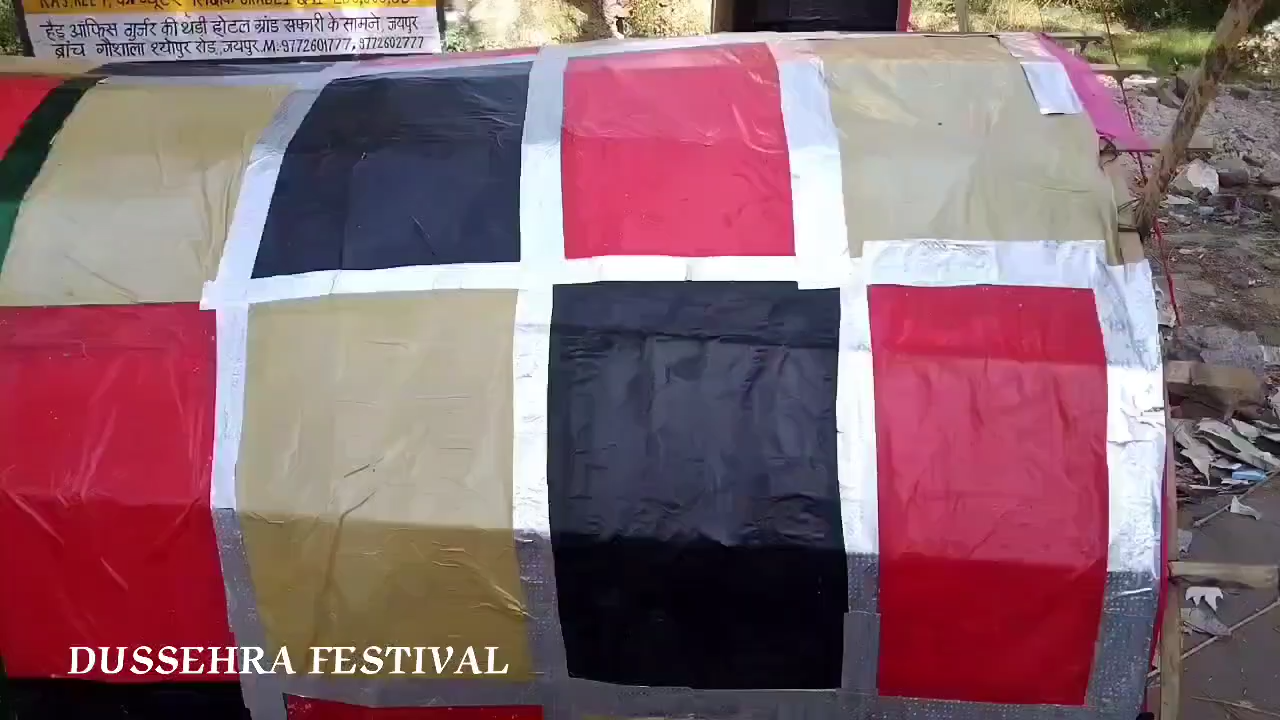 हैड ऑफिस गुर्जर की थडी होटल ग्रांड सफारी के सामने, जयपुर
ब्रांच गौशाला श्योपुर रोड, जयपुर M:9772601777, 9772602777
DUSSEHRA FESTIVAL